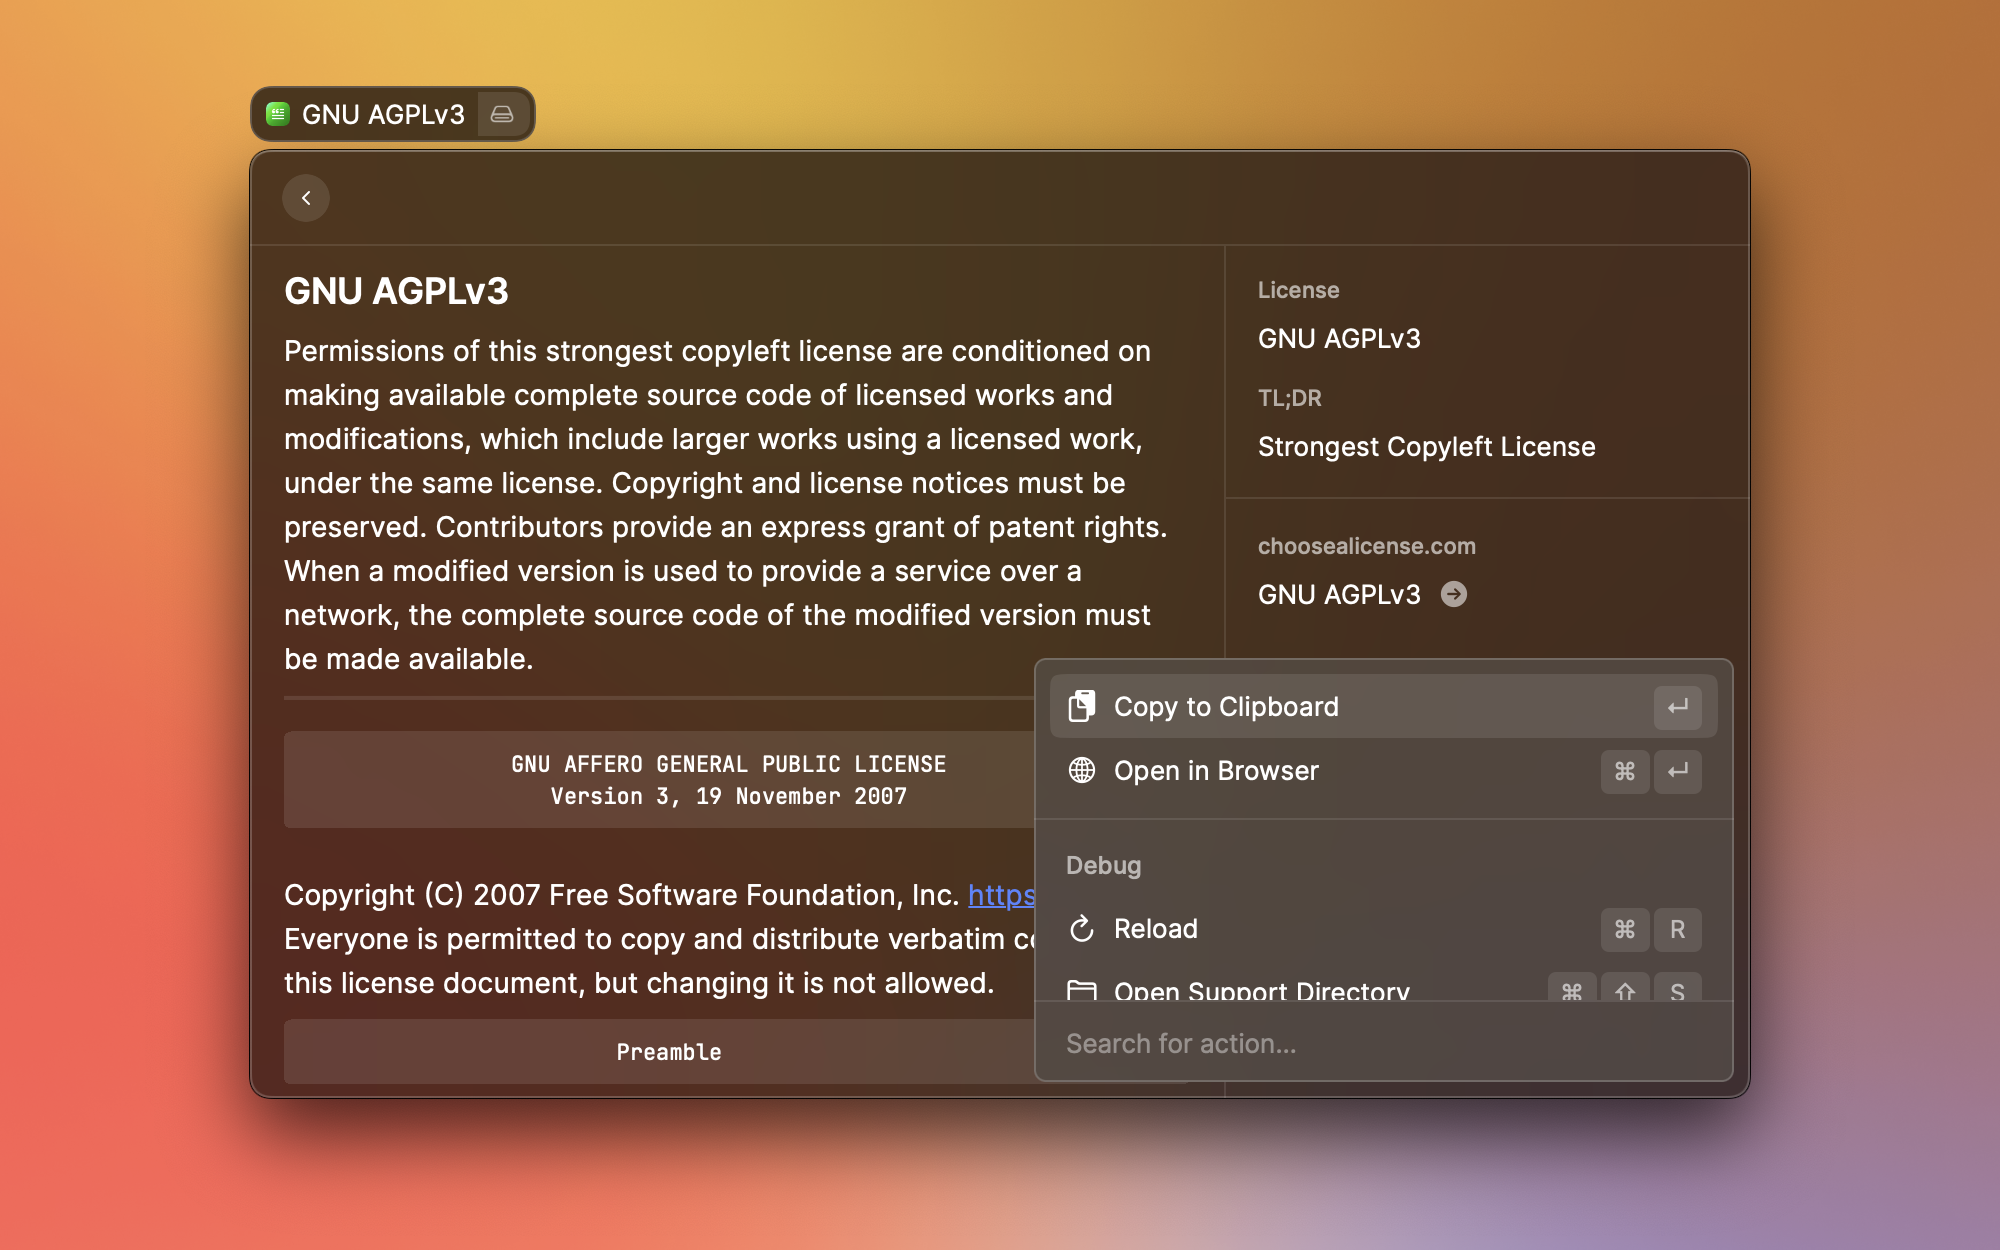 GNU AGPLv3
GNU AGPLv3
Permissions of this strongest copyleft license are conditioned on
making available complete source code of licensed works and
modifications, which include larger works using a licensed work,
under the same license. Copyright and license notices must be
preserved. Contributors provide an express grant of patent rights.
When a modified version is used to provide a service over a
network, the complete source code of the modified version must
be made available.
GNU AFFERO GENERAL PUBLIC LICENSE
Version 3, 19 November 2007
Copyright (C) 2007 Free Software Foundation, Inc. https
Everyone is permitted to copy and distribute verbatim
this license document, but changing it is not allowed.
Preamble
License
GNU AGPLv3
TL;DR
Strongest Copyleft License
choosealicense.com
GNU AGPLv3
Copy to Clipboard ↵
Open in Browser ⌘ ↵
Debug
Reload ⌘ R
Open Support Directory ⌘ ⇧ S
Search for action...